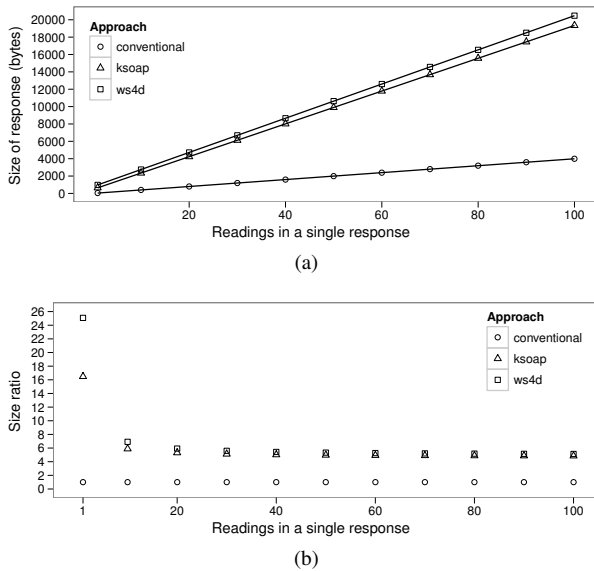 Approach
conventional
ksoap
ws4d
Size of response (bytes)
20000
18000
16000
14000
12000
10000
8000
6000
4000
2000
0
20
40
60
80
100
Readings in a single response
(a)
Approach
conventional
ksoap
ws4d
Size ratio
26
24
22
20
18
16
14
12
10
8
6
4
2
0
1
20
40
60
80
100
Readings in a single response
(b)